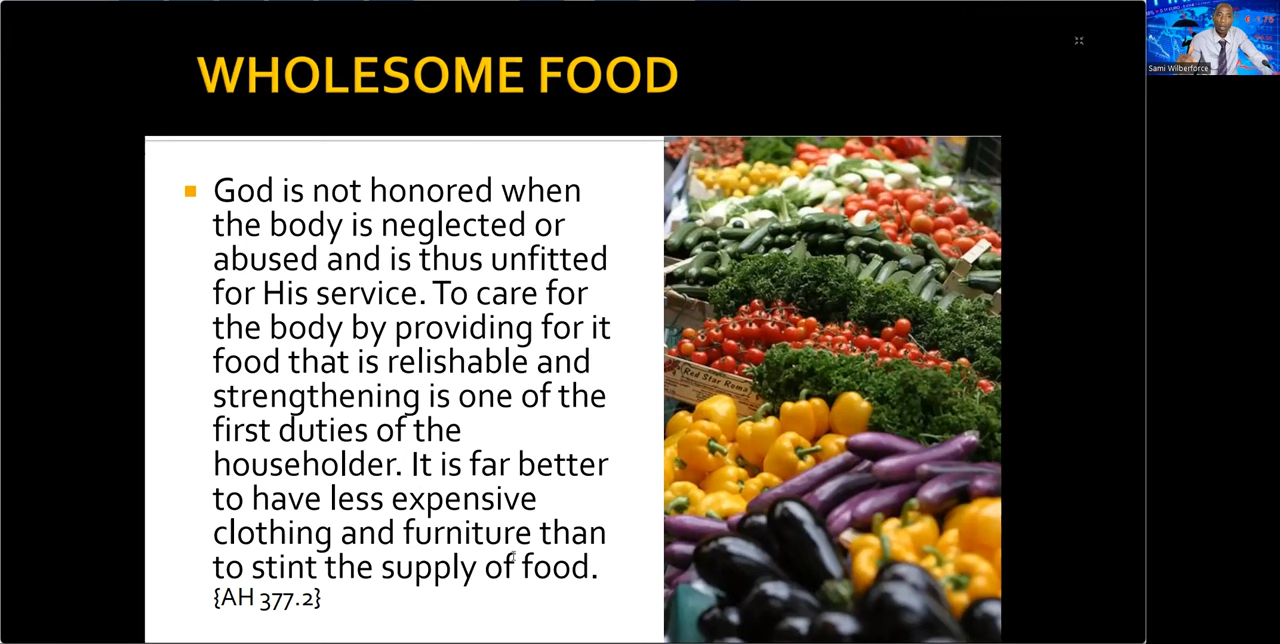 WHOLESOME FOOD
God is not honored when
the body is neglected or
abused and is thus unfitted
for His service. To care for
the body by providing for it
food that is relishable and
strengthening is one of the
first duties of the
householder. It is far better
to have less expensive
clothing and furniture than
to stint the supply of food.
{AH 377.2}
Red Star Roma
Sami Wilberforce